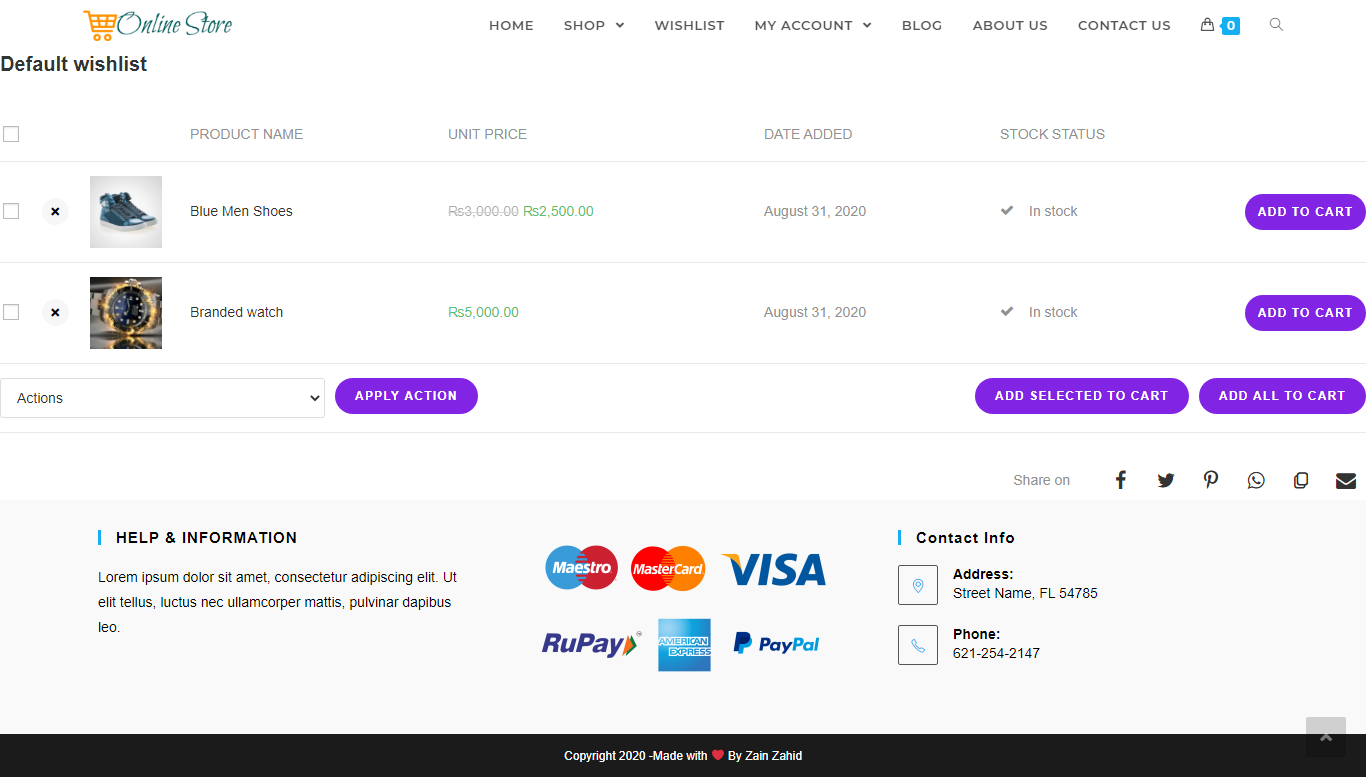 Online Store
HOME SHOP WISHLIST MY ACCOUNT BLOG ABOUT US CONTACT US 0
Default wishlist
PRODUCT NAME UNIT PRICE DATE ADDED STOCK STATUS
Blue Men Shoes ₨3,000.00 ₨2,500.00 August 31, 2020 In stock ADD TO CART
Branded watch ₨5,000.00 August 31, 2020 In stock ADD TO CART
Actions APPLY ACTION ADD SELECTED TO CART ADD ALL TO CART
Share on
HELP & INFORMATION
Lorem ipsum dolor sit amet, consectetur adipiscing elit. Ut
elit tellus, luctus nec ullamcorper mattis, pulvinar dapibus
leo.
Maestro MasterCard VISA
RuPay AMERICAN EXPRESS PayPal
Contact Info
Address:
Street Name, FL 54785
Phone:
621-254-2147
Copyright 2020 -Made with ❤ By Zain Zahid